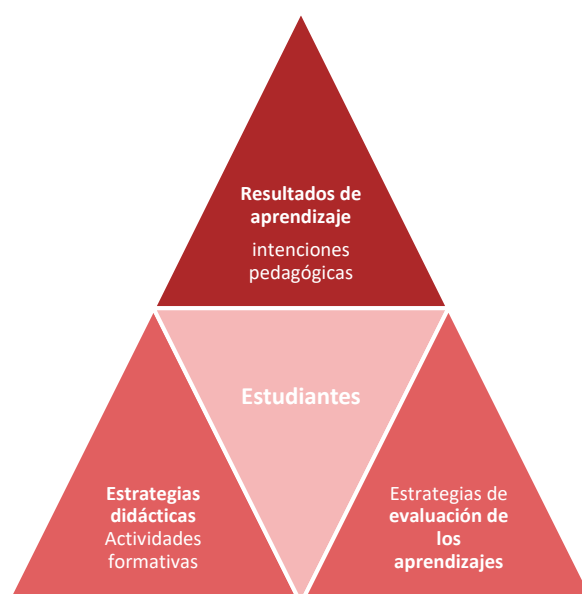 Resultados de
aprendizaje
intenciones
pedagógicas
Estudiantes
Estrategias
didácticas
Actividades
formativas
Estrategias de
evaluación de
los
aprendizajes